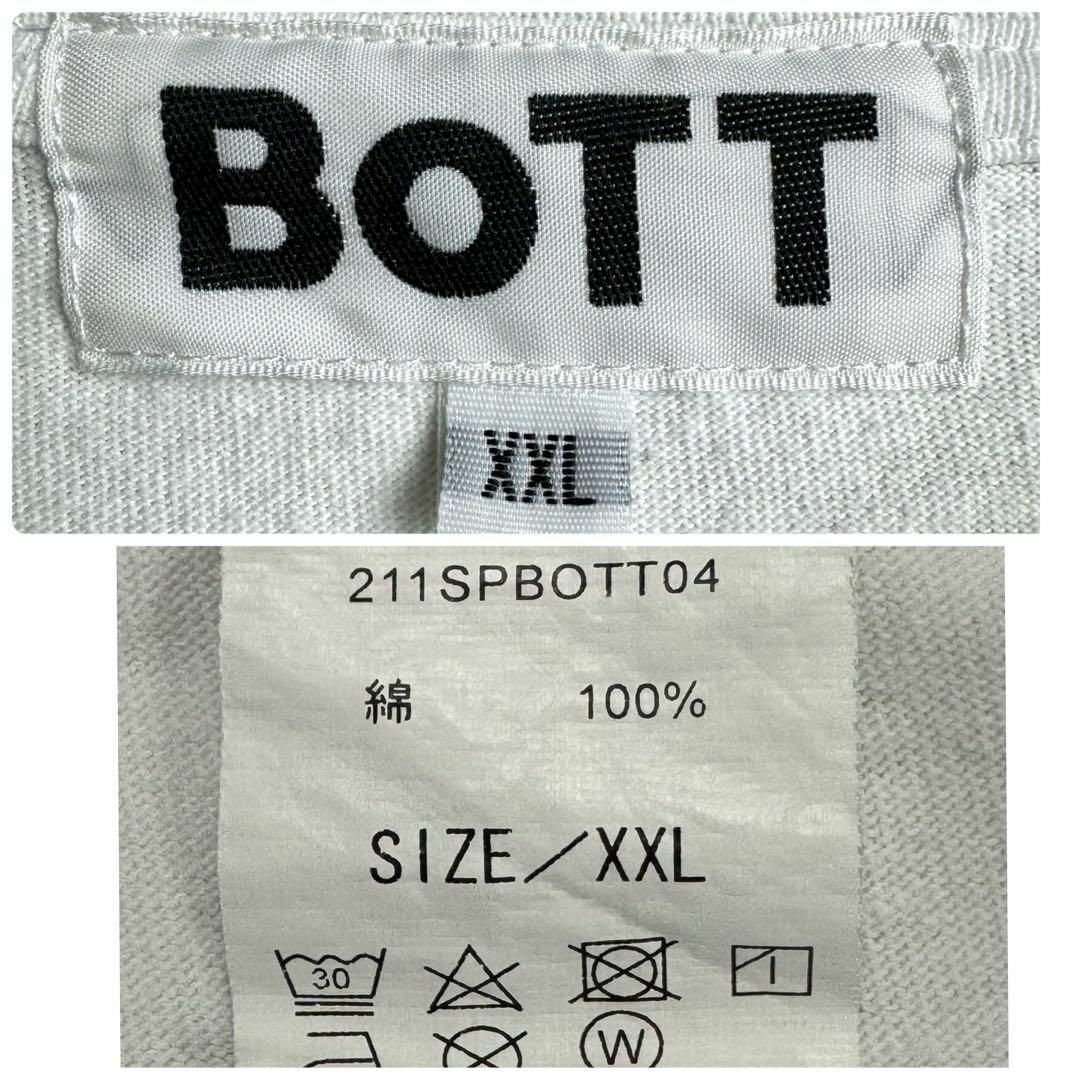 BoTT
XXL
211SPBOTT04
綿 100%
SIZE/XXL
30
W